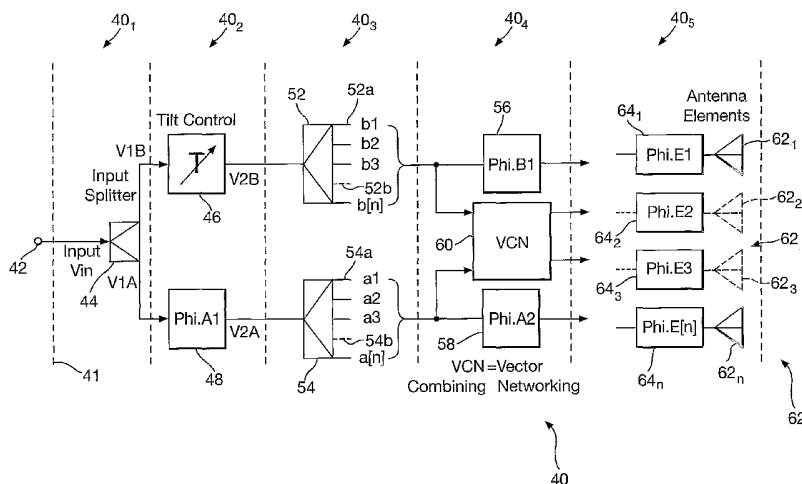 40₁
40₂
40₃
40₄
40₅
Tilt Control
V1B
T
46
V2B
Input
Splitter
Input
Vin
42
44
V1A
Phi.A1
48
V2A
41
52
52a
b1
b2
b3
52b
b[n]
54a
a1
a2
a3
54b
a[n]
54
56
Phi.B1
60
VCN
Phi.A2
58
VCN=Vector
Combining Networking
Antenna
Elements
64₁
Phi.E1
62₁
Phi.E2
64₂
62₂
62
Phi.E3
64₃
62₃
Phi.E[n]
64ₙ
62ₙ
62
40